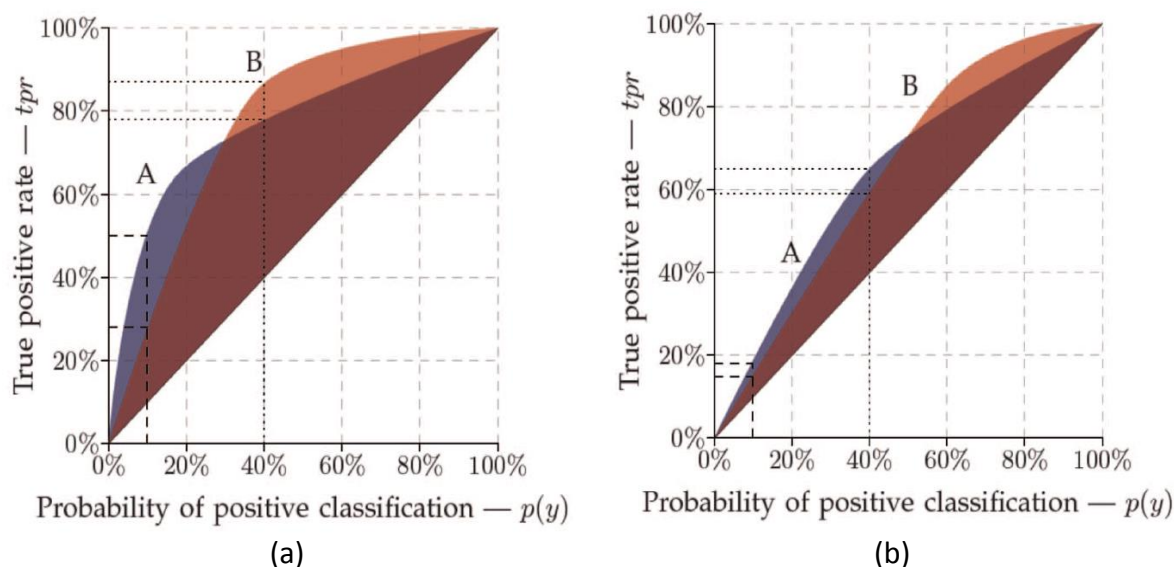 100%
80%
60%
40%
20%
0%
True positive rate — tpr
A
B
0% 20% 40% 60% 80% 100%
Probability of positive classification — p(y)
(a)
100%
80%
60%
40%
20%
0%
True positive rate — tpr
A
B
0% 20% 40% 60% 80% 100%
Probability of positive classification — p(y)
(b)